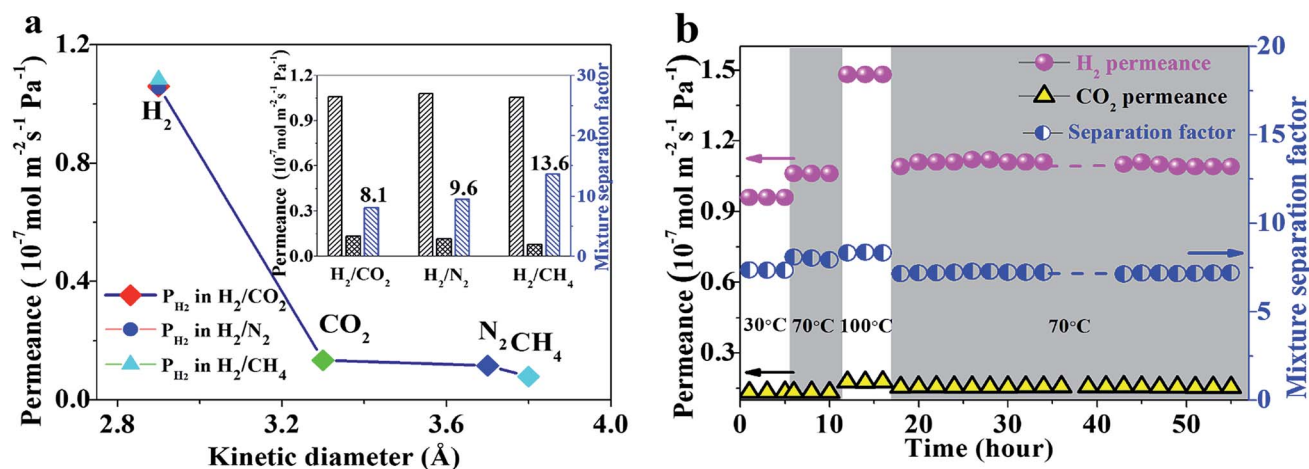 a
Permeance ( 10⁻⁷mol m⁻² s⁻¹ Pa⁻¹)
1.2
0.8
0.4
0.0
2.8
3.2
3.6
4.0
Kinetic diameter (Å)
H₂
CO₂
N₂
CH₄
P_H2 in H₂/CO₂
P_H2 in H₂/N₂
P_H2 in H₂/CH₄
Permeance (10⁻⁷mol m⁻² s⁻¹ Pa⁻¹)
1.2
0.9
0.6
0.3
0.0
8.1
9.6
13.6
H₂/CO₂
H₂/N₂
H₂/CH₄
30
20
10
0
Mixture separation factor
b
Permeance (10⁻⁷mol m⁻² s⁻¹ Pa⁻¹)
1.5
1.2
0.9
0.6
0.3
H₂ permeance
CO₂ permeance
Separation factor
30°C
70°C
100°C
70°C
0
10
20
30
40
50
Time (hour)
20
15
10
5
0
Mixture separation factor